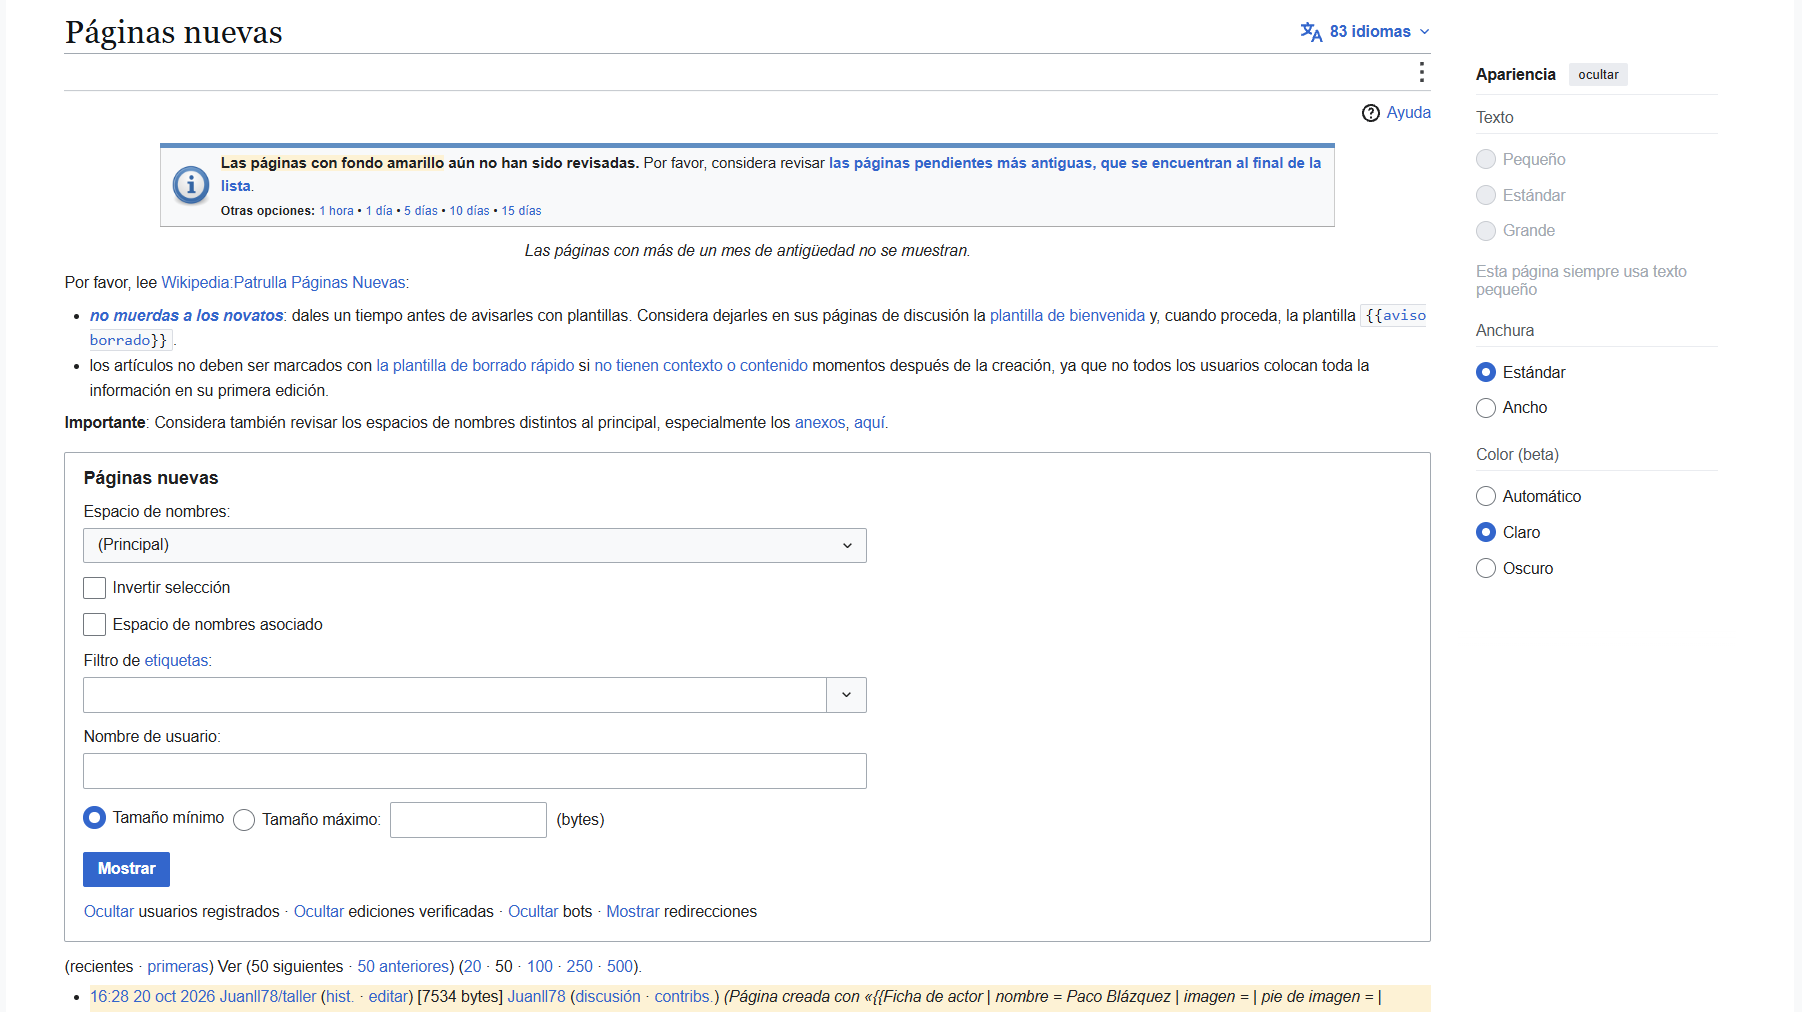 Páginas nuevas
83 idiomas
Ayuda
Las páginas con fondo amarillo aún no han sido revisadas. Por favor, considera revisar las páginas pendientes más antiguas, que se encuentran al final de la
lista.
Otras opciones: 1 hora • 1 día • 5 días • 10 días • 15 días
Las páginas con más de un mes de antigüedad no se muestran.
Por favor, lee Wikipedia:Patrulla Páginas Nuevas:
• no muerdas a los novatos: dales un tiempo antes de avisarles con plantillas. Considera dejarles en sus páginas de discusión la plantilla de bienvenida y, cuando proceda, la plantilla {{aviso
borrado}}.
• los artículos no deben ser marcados con la plantilla de borrado rápido si no tienen contexto o contenido momentos después de la creación, ya que no todos los usuarios colocan toda la
información en su primera edición.
Importante: Considera también revisar los espacios de nombres distintos al principal, especialmente los anexos, aquí.
Páginas nuevas
Espacio de nombres:
(Principal)
Invertir selección
Espacio de nombres asociado
Filtro de etiquetas:
Nombre de usuario:
Tamaño mínimo Tamaño máximo: (bytes)
Mostrar
Ocultar usuarios registrados · Ocultar ediciones verificadas · Ocultar bots · Mostrar redirecciones
(recientes · primeras) Ver (50 siguientes · 50 anteriores) (20 · 50 · 100 · 250 · 500).
• 16:28 20 oct 2026 Juanll78/taller (hist. · editar) [7534 bytes] Juanll78 (discusión · contribs.) (Página creada con «{{Ficha de actor | nombre = Paco Blázquez | imagen = | pie de imagen = |
Apariencia ocultar
Texto
Pequeño
Estándar
Grande
Esta página siempre usa texto
pequeño
Anchura
Estándar
Ancho
Color (beta)
Automático
Claro
Oscuro